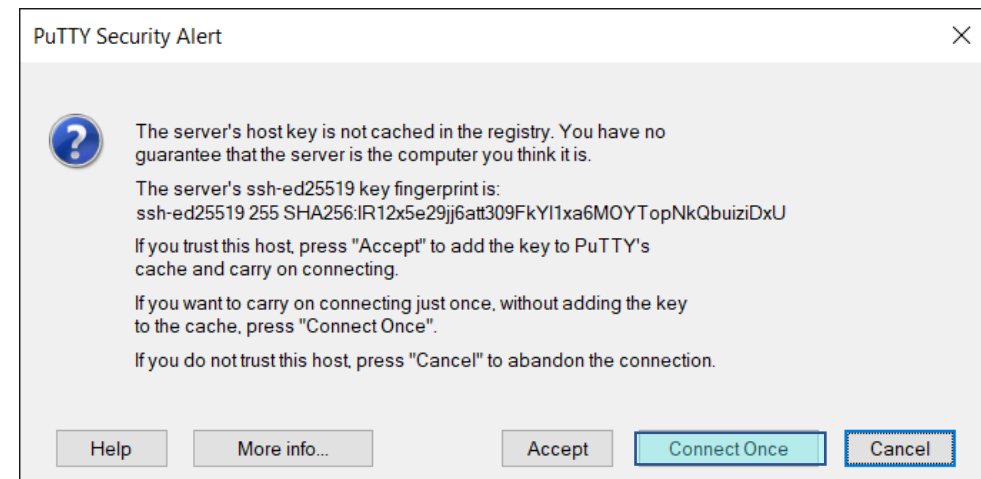 PuTTY Security Alert
The server's host key is not cached in the registry. You have no
guarantee that the server is the computer you think it is.
The server's ssh-ed25519 key fingerprint is:
ssh-ed25519 255 SHA256:IR12x5e29jj6att309FkYI1xa6MOYTopNkQbuiziDxU
If you trust this host, press "Accept" to add the key to PuTTY's
cache and carry on connecting.
If you want to carry on connecting just once, without adding the key
to the cache, press "Connect Once".
If you do not trust this host, press "Cancel" to abandon the connection.
Help More info... Accept Connect Once Cancel